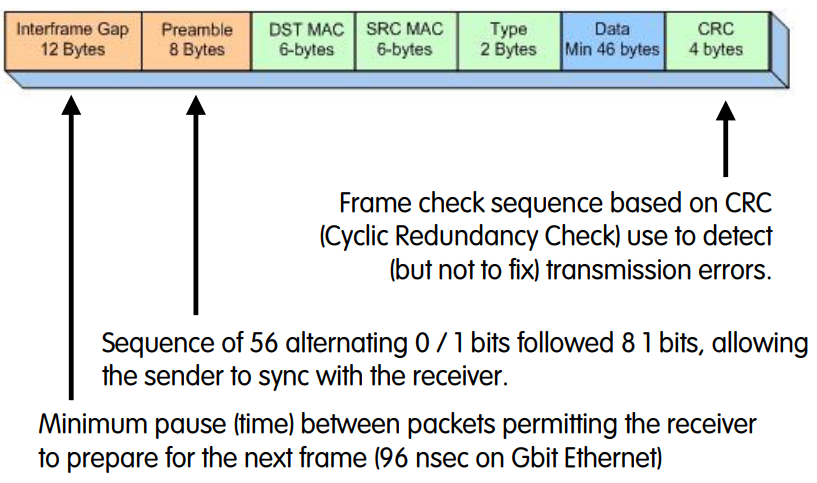 Interframe Gap
12 Bytes
Preamble
8 Bytes
DST MAC
6-bytes
SRC MAC
6-bytes
Type
2 Bytes
Data
Min 46 bytes
CRC
4 bytes
Frame check sequence based on CRC
(Cyclic Redundancy Check) use to detect
(but not to fix) transmission errors.
Sequence of 56 alternating 0 / 1 bits followed 8 1 bits, allowing
the sender to sync with the receiver.
Minimum pause (time) between packets permitting the receiver
to prepare for the next frame (96 nsec on Gbit Ethernet)